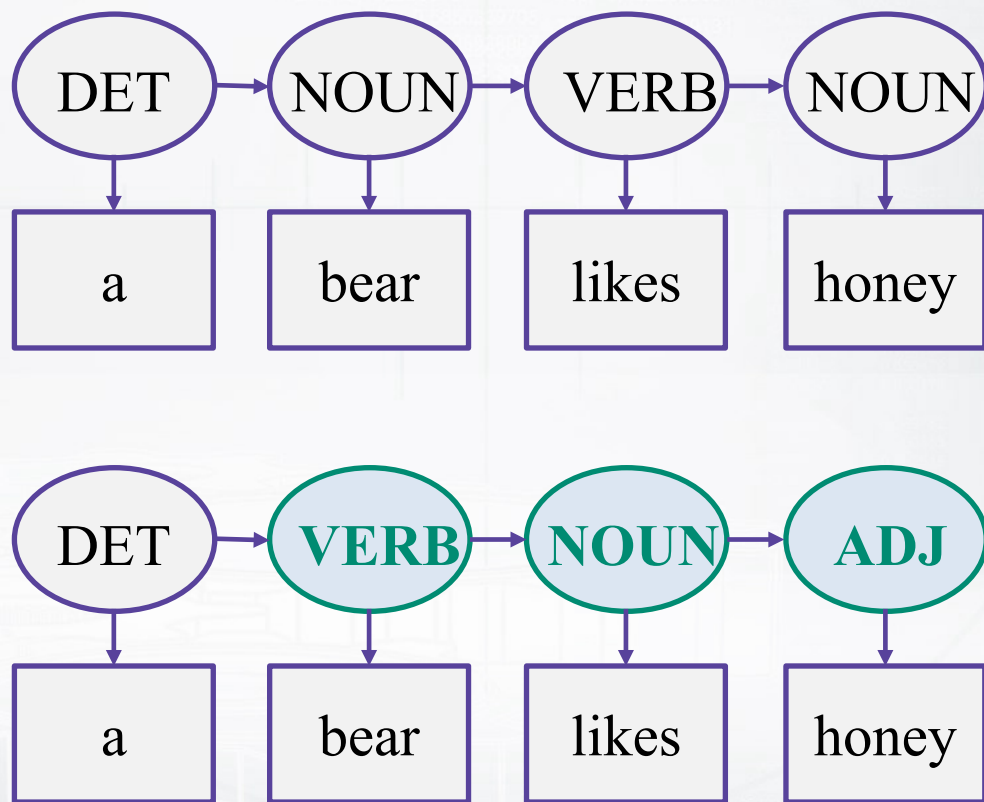 DET NOUN VERB NOUN
a bear likes honey
DET VERB NOUN ADJ
a bear likes honey